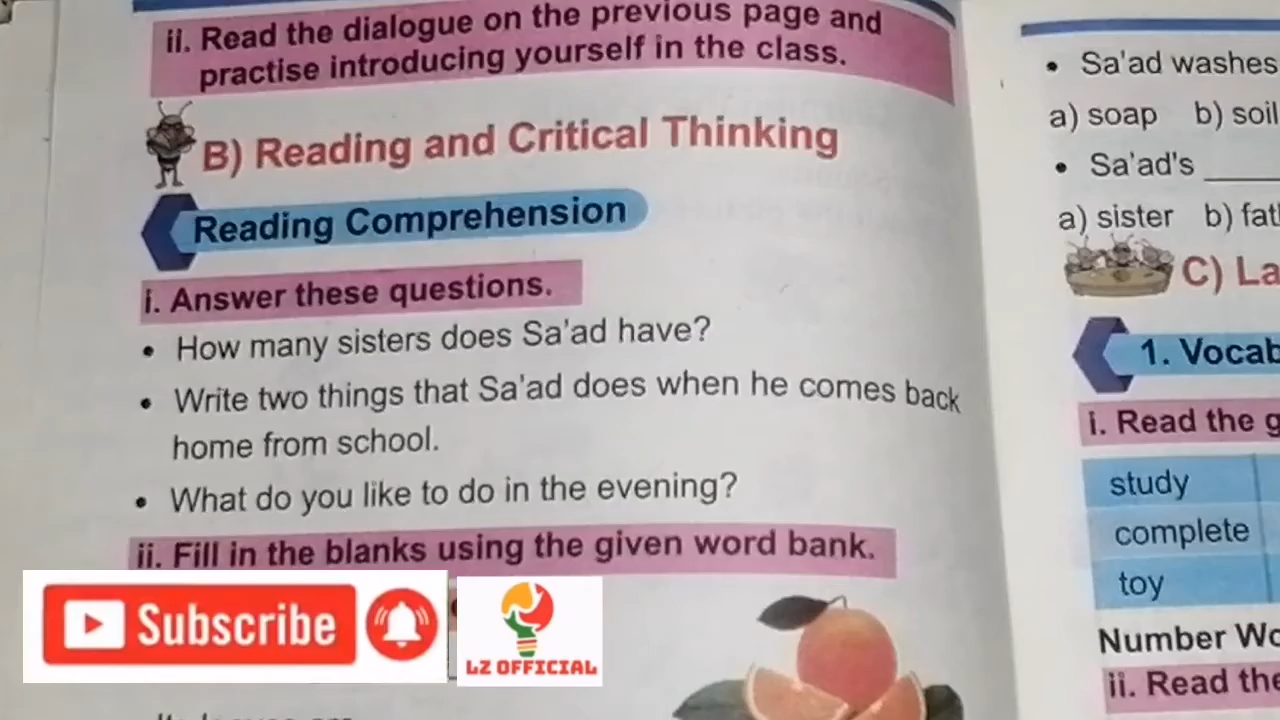 ii. Read the dialogue on the previous page and
practise introducing yourself in the class.
B) Reading and Critical Thinking
Reading Comprehension
i. Answer these questions.
• How many sisters does Sa'ad have?
• Write two things that Sa'ad does when he comes back
home from school.
• What do you like to do in the evening?
ii. Fill in the blanks using the given word bank.
Subscribe
LZ OFFICIAL
• Sa'ad washes
a) soap b) soil
• Sa'ad's ____
a) sister b) fat
C) La
1. Vocab
i. Read the g
study
complete
toy
Number Wo
ii. Read the